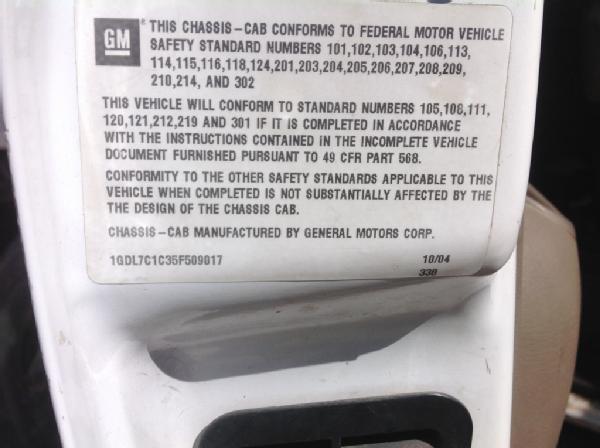 GM ® THIS CHASSIS-CAB CONFORMS TO FEDERAL MOTOR VEHICLE
SAFETY STANDARD NUMBERS 101,102,103,104,106,113,
114,115,116,118,124,201,203,204,205,206,207,208,209,
210,214, AND 302
THIS VEHICLE WILL CONFORM TO STANDARD NUMBERS 105,108,111,
120,121,212,219 AND 301 IF IT IS COMPLETED IN ACCORDANCE
WITH THE INSTRUCTIONS CONTAINED IN THE INCOMPLETE VEHICLE
DOCUMENT FURNISHED PURSUANT TO 49 CFR PART 568.
CONFORMITY TO THE OTHER SAFETY STANDARDS APPLICABLE TO THIS
VEHICLE WHEN COMPLETED IS NOT SUBSTANTIALLY AFFECTED BY THE
THE DESIGN OF THE CHASSIS CAB.
CHASSIS-CAB MANUFACTURED BY GENERAL MOTORS CORP.
1GDL7C1C35F509017 10/04
338